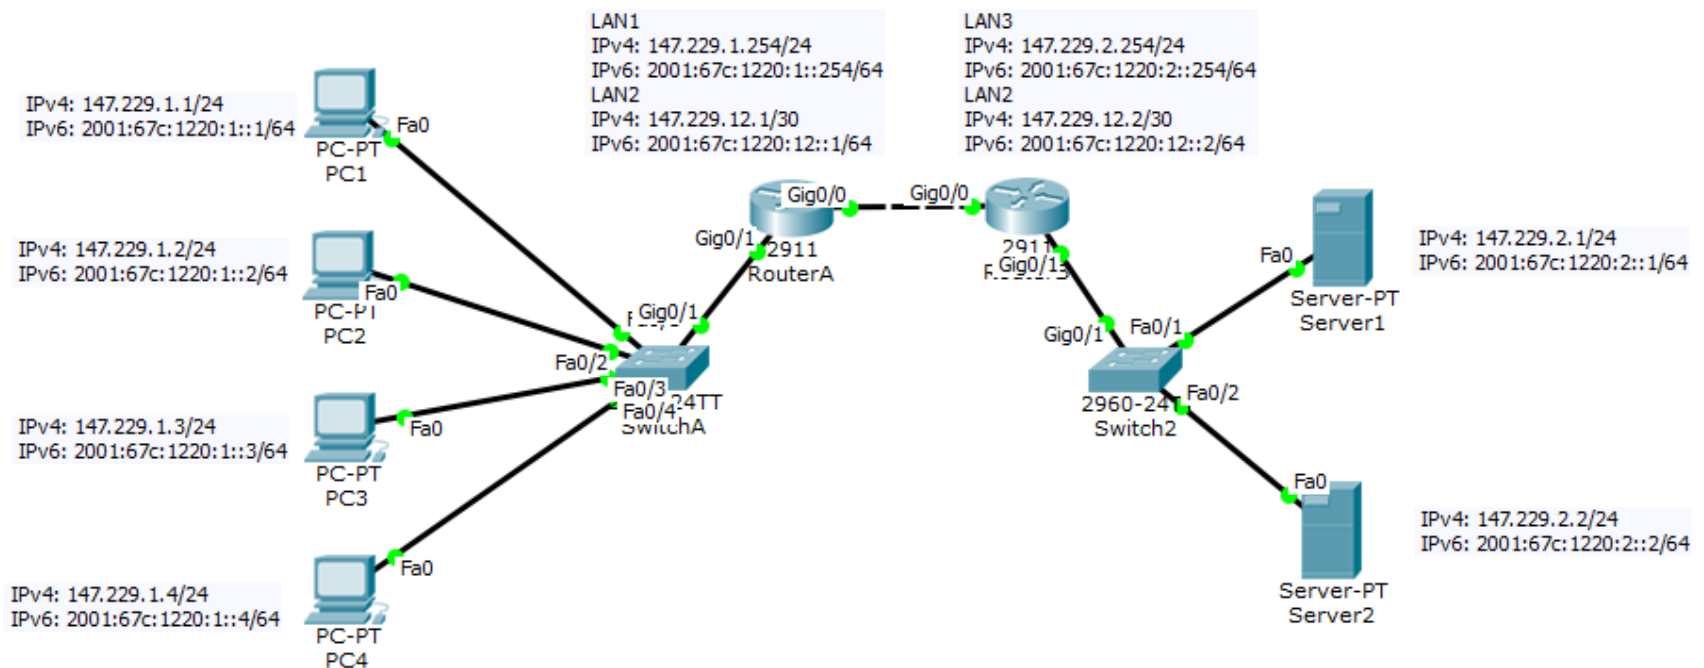 LAN1
IPv4: 147.229.1.254/24
IPv6: 2001:67c:1220:1::254/64
LAN2
IPv4: 147.229.12.1/30
IPv6: 2001:67c:1220:12::1/64
LAN3
IPv4: 147.229.2.254/24
IPv6: 2001:67c:1220:2::254/64
LAN2
IPv4: 147.229.12.2/30
IPv6: 2001:67c:1220:12::2/64
IPv4: 147.229.1.1/24
IPv6: 2001:67c:1220:1::1/64
Fa0
PC-PT
PC1
IPv4: 147.229.1.2/24
IPv6: 2001:67c:1220:1::2/64
Fa0
PC-PT
PC2
IPv4: 147.229.1.3/24
IPv6: 2001:67c:1220:1::3/64
Fa0
PC-PT
PC3
IPv4: 147.229.1.4/24
IPv6: 2001:67c:1220:1::4/64
Fa0
PC-PT
PC4
Gig0/1
Fa0/2
Fa0/3
Fa0/4
24TT
SwitchA
Gig0/0
Gig0/1
2911
RouterA
Gig0/0
2911
Gig0/1
Gig0/1
Fa0/1
Fa0/2
2960-24T
Switch2
Fa0
Server-PT
Server1
IPv4: 147.229.2.1/24
IPv6: 2001:67c:1220:2::1/64
Fa0
Server-PT
Server2
IPv4: 147.229.2.2/24
IPv6: 2001:67c:1220:2::2/64